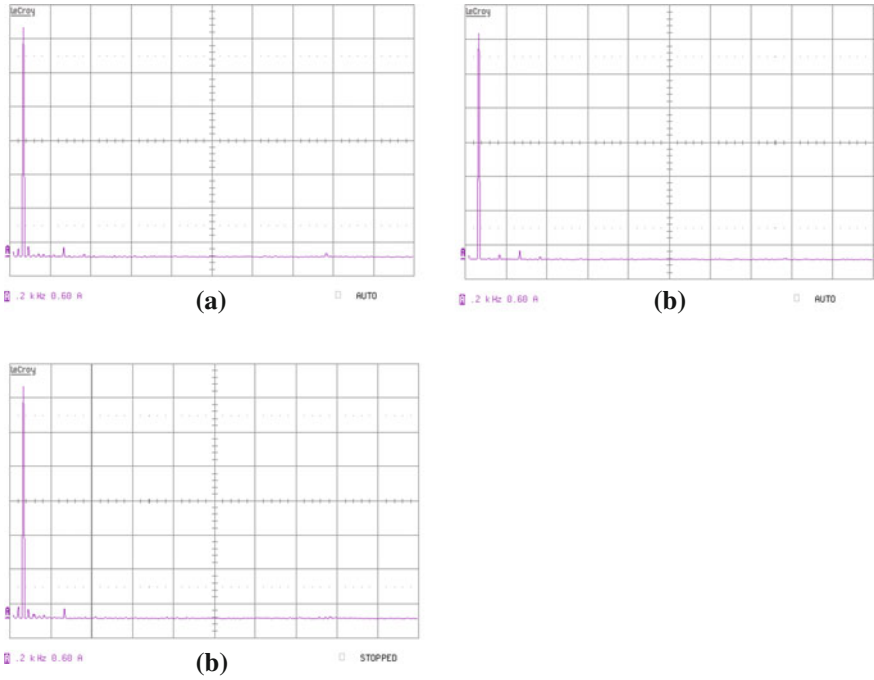 LeCroy
.2 kHz 0.60 A
AUTO
(a)
LeCroy
.2 kHz 0.60 A
AUTO
(b)
LeCroy
.2 kHz 0.60 A
STOPPED
(b)